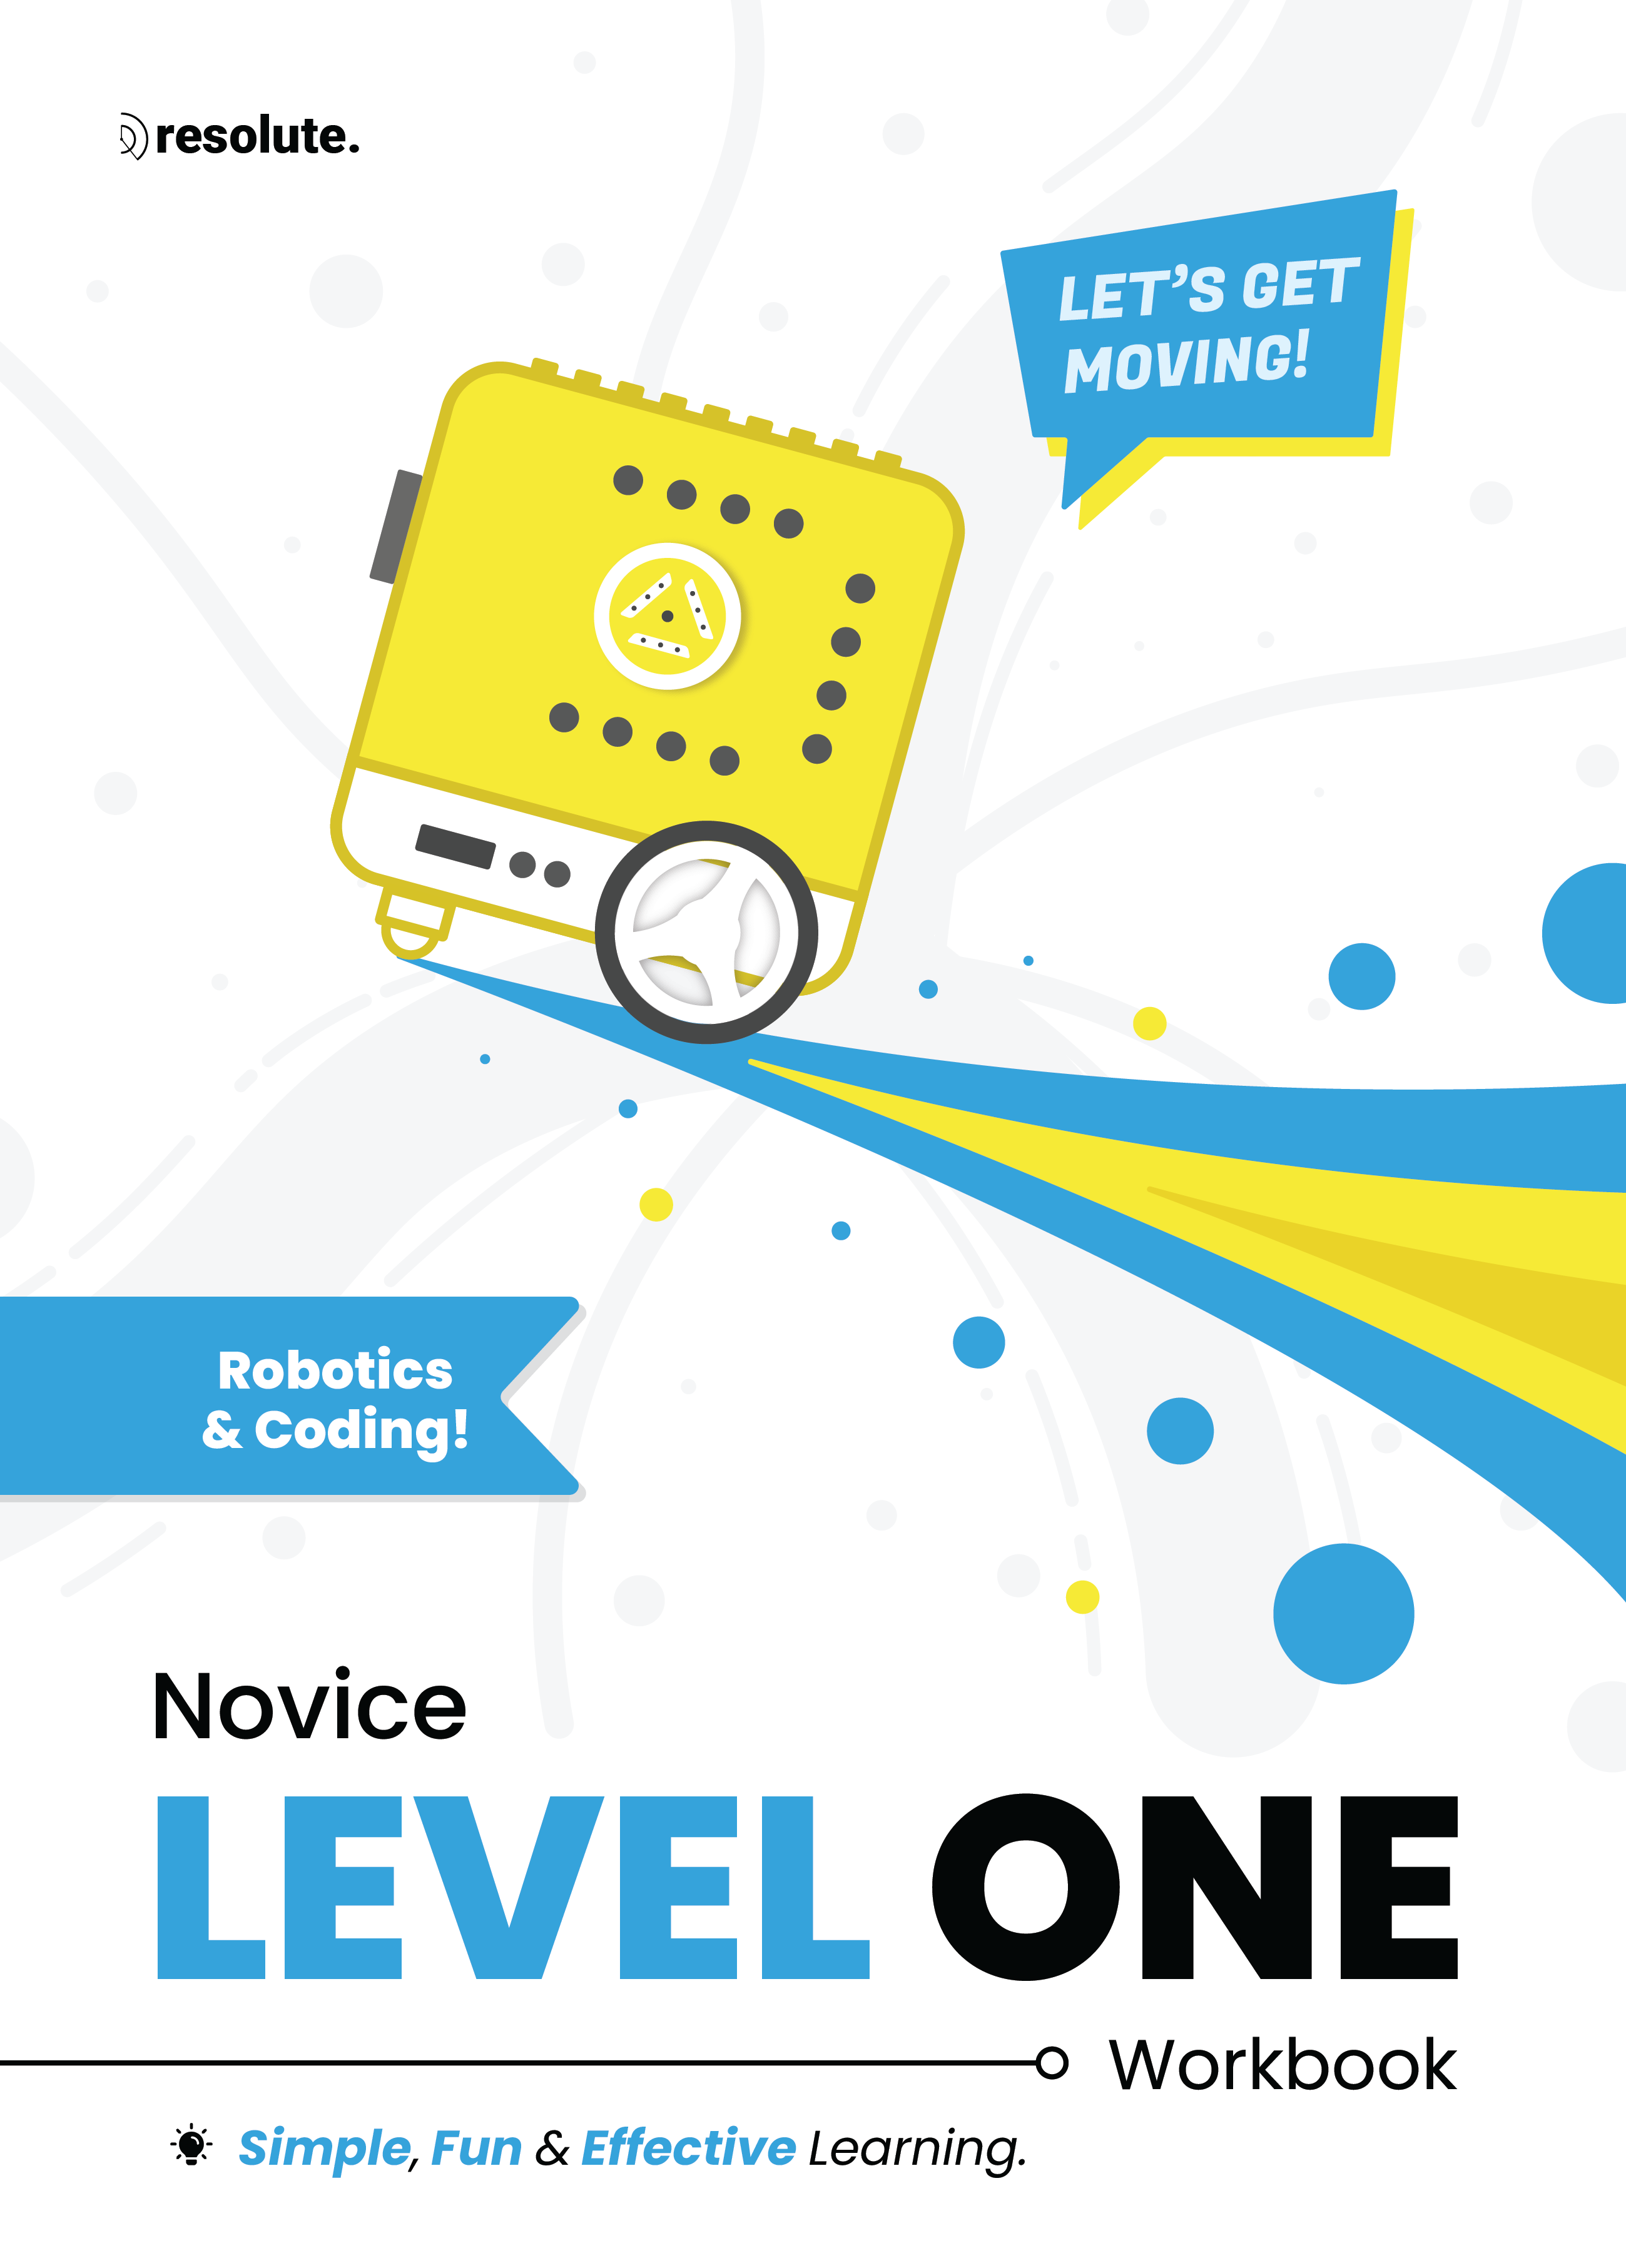 resolute.
LET'S GET
MOVING!
Robotics
& Coding!
Novice
LEVEL ONE
Workbook
Simple, Fun & Effective Learning.